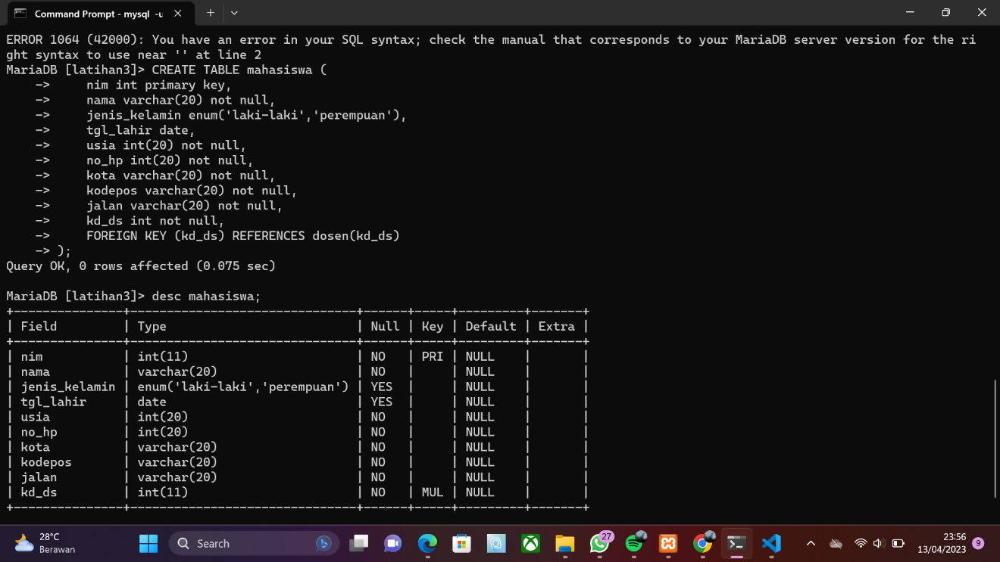 Command Prompt - mysql -u
ERROR 1064 (42000): You have an error in your SQL syntax; check the manual that corresponds to your MariaDB server version for the ri
ght syntax to use near '' at line 2
MariaDB [latihan3]> CREATE TABLE mahasiswa (
    ->     nim int primary key,
    ->     nama varchar(20) not null,
    ->     jenis_kelamin enum('laki-laki','perempuan'),
    ->     tgl_lahir date,
    ->     usia int(20) not null,
    ->     no_hp int(20) not null,
    ->     kota varchar(20) not null,
    ->     kodepos varchar(20) not null,
    ->     jalan varchar(20) not null,
    ->     kd_ds int not null,
    ->     FOREIGN KEY (kd_ds) REFERENCES dosen(kd_ds)
    -> );
Query OK, 0 rows affected (0.075 sec)
MariaDB [latihan3]> desc mahasiswa;
+---------------+-------------------------------+------+-----+---------+-------+
| Field         | Type                          | Null | Key | Default | Extra |
+---------------+-------------------------------+------+-----+---------+-------+
| nim           | int(11)                       | NO   | PRI | NULL    |       |
| nama          | varchar(20)                   | NO   |     | NULL    |       |
| jenis_kelamin | enum('laki-laki','perempuan') | YES  |     | NULL    |       |
| tgl_lahir     | date                          | YES  |     | NULL    |       |
| usia          | int(20)                       | NO   |     | NULL    |       |
| no_hp         | int(20)                       | NO   |     | NULL    |       |
| kota          | varchar(20)                   | NO   |     | NULL    |       |
| kodepos       | varchar(20)                   | NO   |     | NULL    |       |
| jalan         | varchar(20)                   | NO   |     | NULL    |       |
| kd_ds         | int(11)                       | NO   | MUL | NULL    |       |
+---------------+-------------------------------+------+-----+---------+-------+
28°C
Berawan
Search
27
23:56
13/04/2023
9